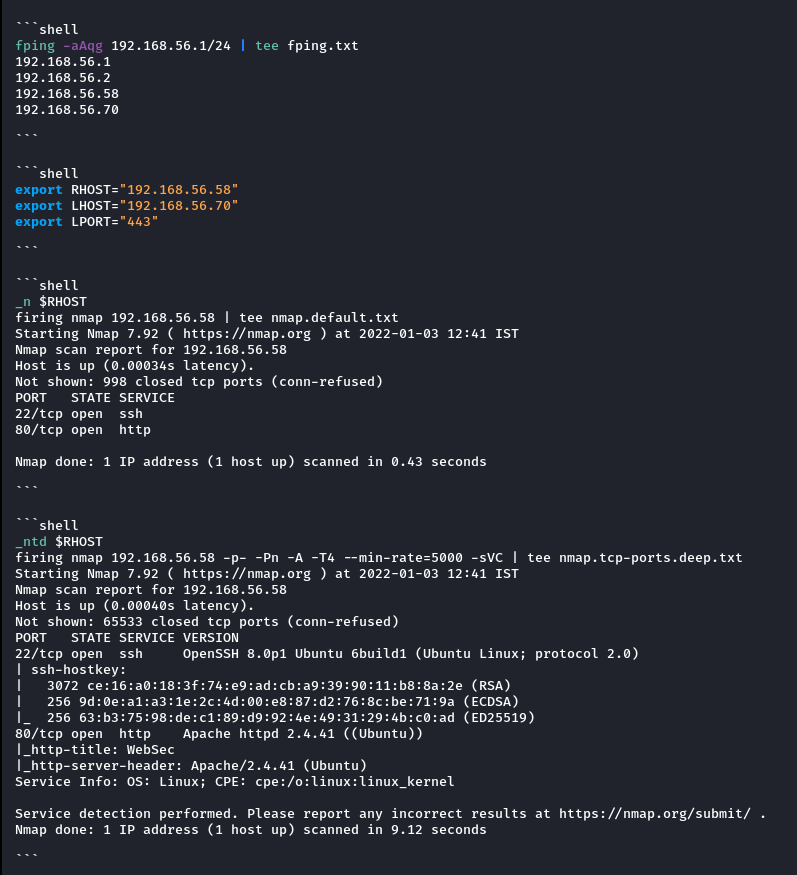 ```shell
fping -aAqg 192.168.56.1/24 | tee fping.txt
192.168.56.1
192.168.56.2
192.168.56.58
192.168.56.70
```
```shell
export RHOST="192.168.56.58"
export LHOST="192.168.56.70"
export LPORT="443"
```
```shell
_n $RHOST
firing nmap 192.168.56.58 | tee nmap.default.txt
Starting Nmap 7.92 ( https://nmap.org ) at 2022-01-03 12:41 IST
Nmap scan report for 192.168.56.58
Host is up (0.00034s latency).
Not shown: 998 closed tcp ports (conn-refused)
PORT   STATE SERVICE
22/tcp open  ssh
80/tcp open  http
Nmap done: 1 IP address (1 host up) scanned in 0.43 seconds
```
```shell
_ntd $RHOST
firing nmap 192.168.56.58 -p- -Pn -A -T4 --min-rate=5000 -sVC | tee nmap.tcp-ports.deep.txt
Starting Nmap 7.92 ( https://nmap.org ) at 2022-01-03 12:41 IST
Nmap scan report for 192.168.56.58
Host is up (0.00040s latency).
Not shown: 65533 closed tcp ports (conn-refused)
PORT   STATE SERVICE VERSION
22/tcp open  ssh     OpenSSH 8.0p1 Ubuntu 6build1 (Ubuntu Linux; protocol 2.0)
| ssh-hostkey:
|   3072 ce:16:a0:18:3f:74:e9:ad:cb:a9:39:90:11:b8:8a:2e (RSA)
|   256 9d:0e:a1:a3:1e:2c:4d:00:e8:87:d2:76:8c:be:71:9a (ECDSA)
|_  256 63:b3:75:98:de:c1:89:d9:92:4e:49:31:29:4b:c0:ad (ED25519)
80/tcp open  http    Apache httpd 2.4.41 ((Ubuntu))
|_http-title: WebSec
|_http-server-header: Apache/2.4.41 (Ubuntu)
Service Info: OS: Linux; CPE: cpe:/o:linux:linux_kernel
Service detection performed. Please report any incorrect results at https://nmap.org/submit/ .
Nmap done: 1 IP address (1 host up) scanned in 9.12 seconds
```